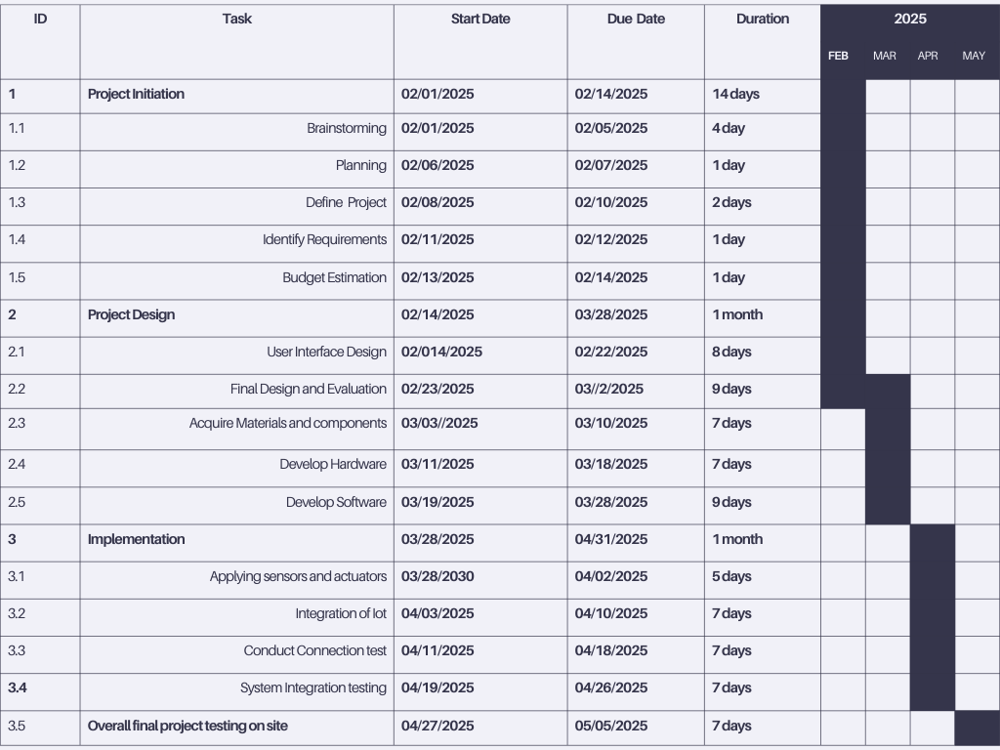 ID Task Start Date Due Date Duration 2025
FEB MAR APR MAY
1 Project Initiation 02/01/2025 02/14/2025 14 days
1.1 Brainstorming 02/01/2025 02/05/2025 4 day
1.2 Planning 02/06/2025 02/07/2025 1 day
1.3 Define Project 02/08/2025 02/10/2025 2 days
1.4 Identify Requirements 02/11/2025 02/12/2025 1 day
1.5 Budget Estimation 02/13/2025 02/14/2025 1 day
2 Project Design 02/14/2025 03/28/2025 1 month
2.1 User Interface Design 02/014/2025 02/22/2025 8 days
2.2 Final Design and Evaluation 02/23/2025 03//2/2025 9 days
2.3 Acquire Materials and components 03/03//2025 03/10/2025 7 days
2.4 Develop Hardware 03/11/2025 03/18/2025 7 days
2.5 Develop Software 03/19/2025 03/28/2025 9 days
3 Implementation 03/28/2025 04/31/2025 1 month
3.1 Applying sensors and actuators 03/28/2030 04/02/2025 5 days
3.2 Integration of Iot 04/03/2025 04/10/2025 7 days
3.3 Conduct Connection test 04/11/2025 04/18/2025 7 days
3.4 System Integration testing 04/19/2025 04/26/2025 7 days
3.5 Overall final project testing on site 04/27/2025 05/05/2025 7 days